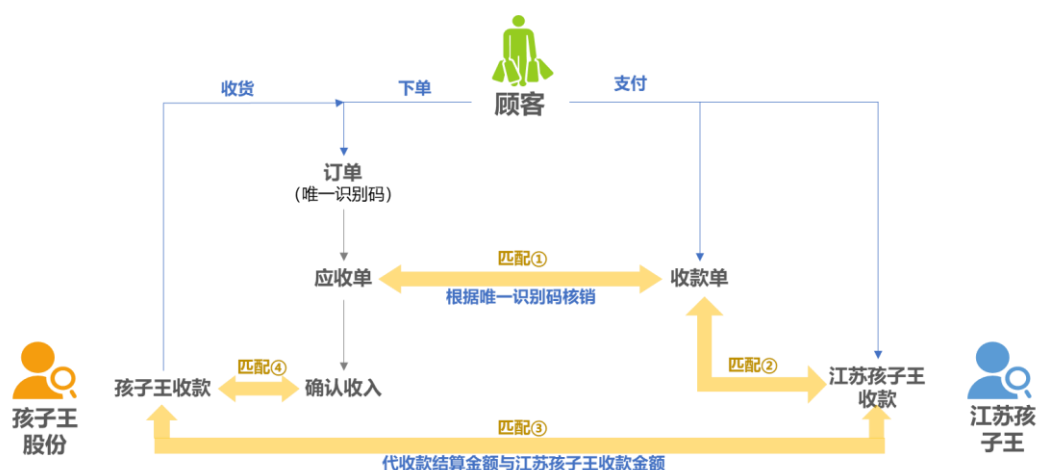 收货
下单
支付
顾客
订单
（唯一识别码）
匹配①
应收单
收款单
根据唯一识别码核销
匹配④
匹配②
孩子王收款
确认收入
江苏孩子王
收款
孩子王
股份
江苏孩
子王
匹配③
代收款结算金额与江苏孩子王收款金额